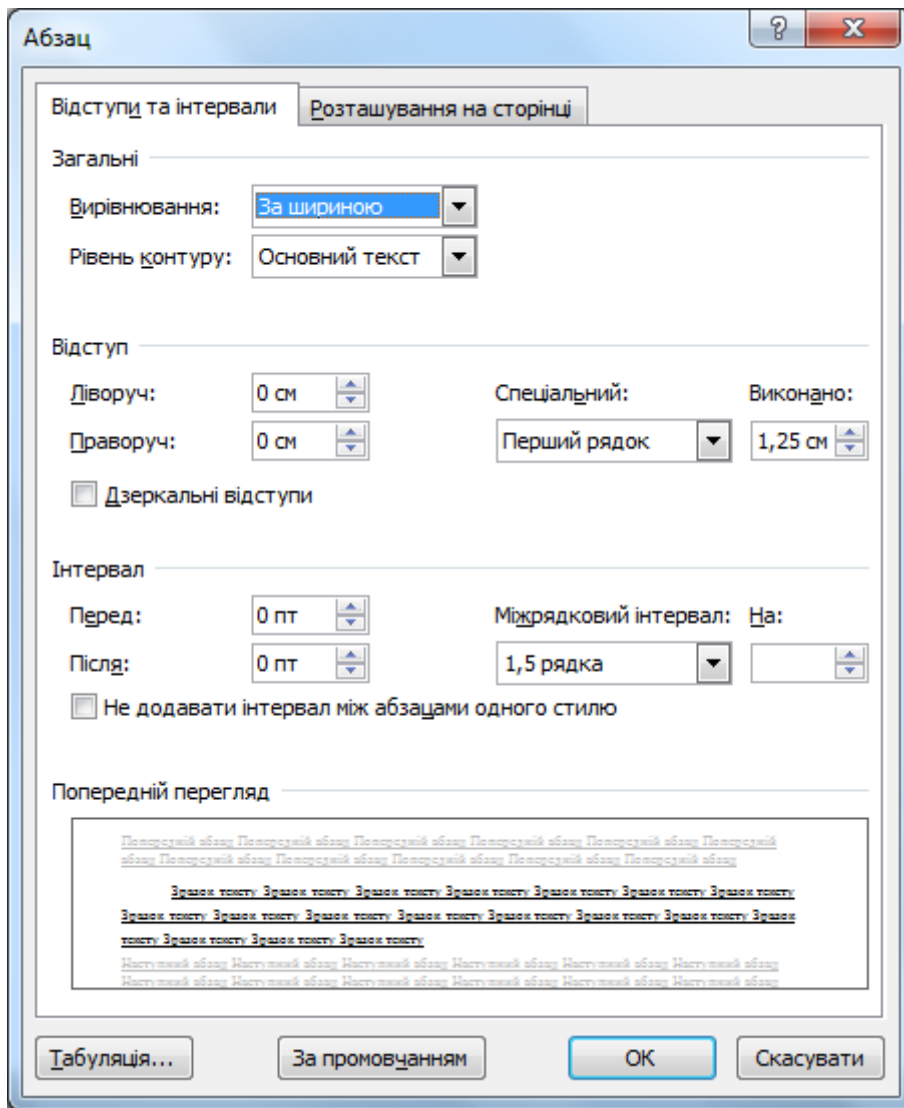 Абзац
Відступи та інтервали Розташування на сторінці
Загальні
Вирівнювання: За шириною
Рівень контуру: Основний текст
Відступ
Ліворуч: 0 см Спеціальний: Виконано:
Праворуч: 0 см Перший рядок 1,25 см
Дзеркальні відступи
Інтервал
Перед: 0 пт Міжрядковий інтервал: На:
Після: 0 пт 1,5 рядка
Не додавати інтервал між абзацами одного стилю
Попередній перегляд
Попередній абзац Попередній абзац Попередній абзац Попередній абзац Попередній абзац Попередній
абзац Попередній абзац Попередній абзац Попередній абзац Попередній абзац Попередній абзац
Зразок тексту Зразок тексту Зразок тексту Зразок тексту Зразок тексту Зразок тексту Зразок тексту
Зразок тексту Зразок тексту Зразок тексту Зразок тексту Зразок тексту Зразок тексту Зразок тексту Зразок
тексту Зразок тексту Зразок тексту Зразок тексту
Наступний абзац Наступний абзац Наступний абзац Наступний абзац Наступний абзац Наступний абзац
Наступний абзац Наступний абзац Наступний абзац Наступний абзац Наступний абзац Наступний абзац
Табуляція... За промовчанням ОК Скасувати